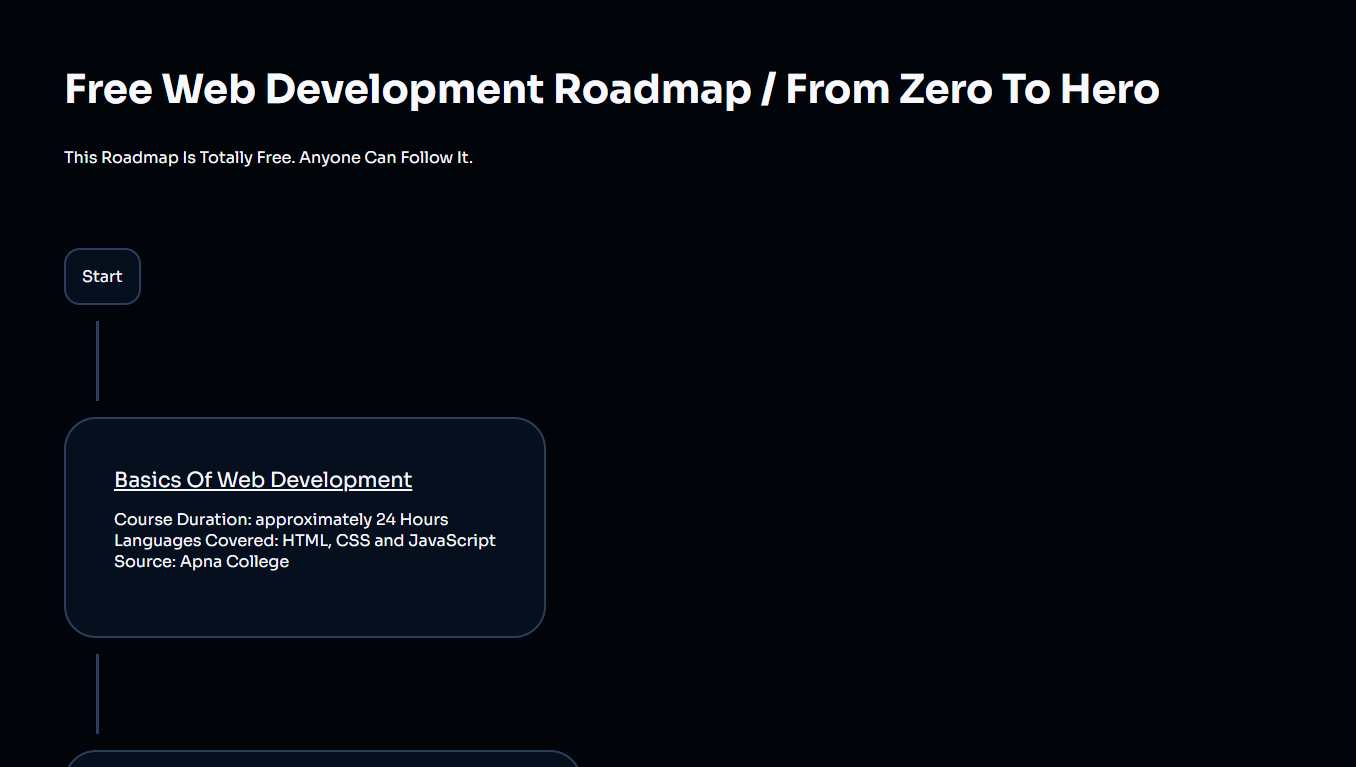 Free Web Development Roadmap / From Zero To Hero
This Roadmap Is Totally Free. Anyone Can Follow It.
Start
Basics Of Web Development
Course Duration: approximately 24 Hours
Languages Covered: HTML, CSS and JavaScript
Source: Apna College